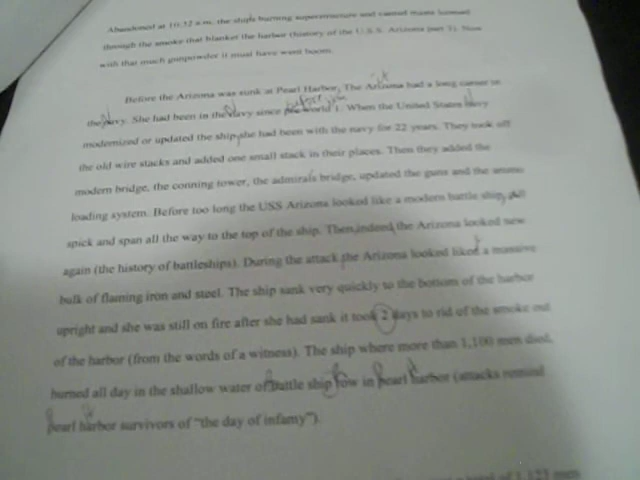 Abandoned at 10:32 a.m. the ships burning superstructure and canted masts loomed
through the smoke that blanket the harbor (history of the U.S.S. Arizona part 3). Now
with that much gunpowder it must have went boom.
Before the Arizona was sunk at Pearl Harbor, The Arizona had a long career in
the navy. She had been in the navy since pre world 1. When the United States navy
modernized or updated the ship, she had been with the navy for 22 years. They took off
the old wire stacks and added one small stack in their places. Then they added the
modern bridge, the conning tower, the admirals bridge, updated the guns and the ammo
loading system. Before too long the USS Arizona looked like a modern battle ship, All
spick and span all the way to the top of the ship. Then, indeed, the Arizona looked new
again (the history of battleships). During the attack, the Arizona looked liked a massive
bulk of flaming iron and steel. The ship sank very quickly to the bottom of the harbor
upright and she was still on fire after she had sank it took 2 days to rid of the smoke out
of the harbor (from the words of a witness). The ship where more than 1,100 men died,
burned all day in the shallow water of battle ship row in pearl harbor (attacks remind
pearl harbor survivors of "the day of infamy").
total of 1,177 men